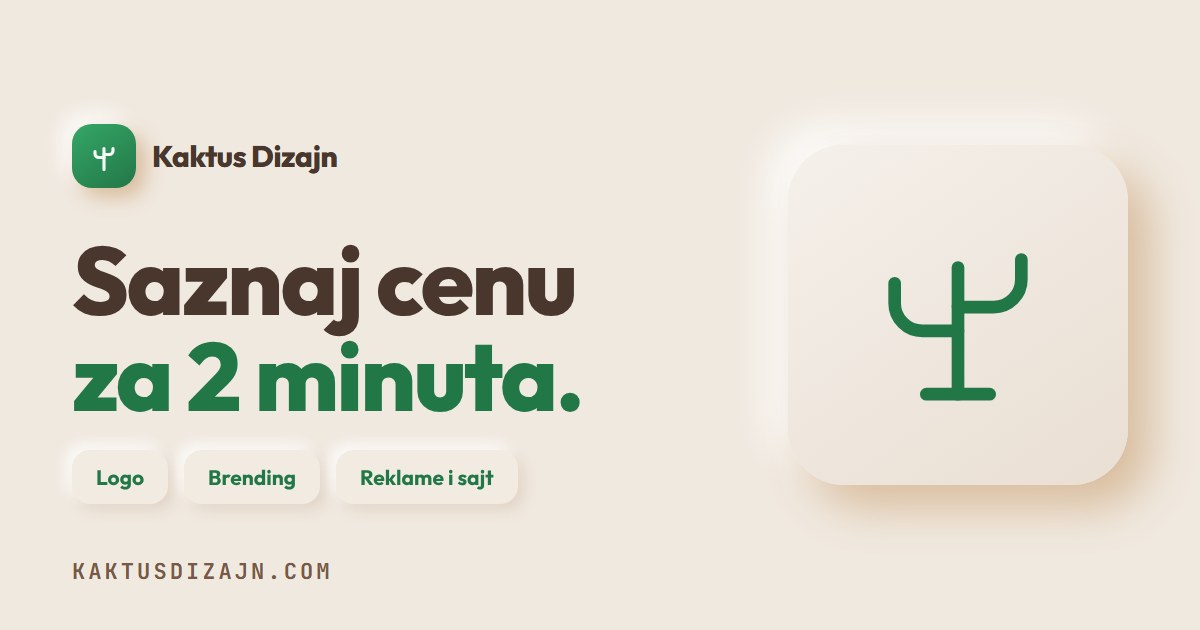 Kaktus Dizajn
Saznaj cenu
za 2 minuta.
Logo
Brending
Reklame i sajt
KAKTUSDIZAJN.COM